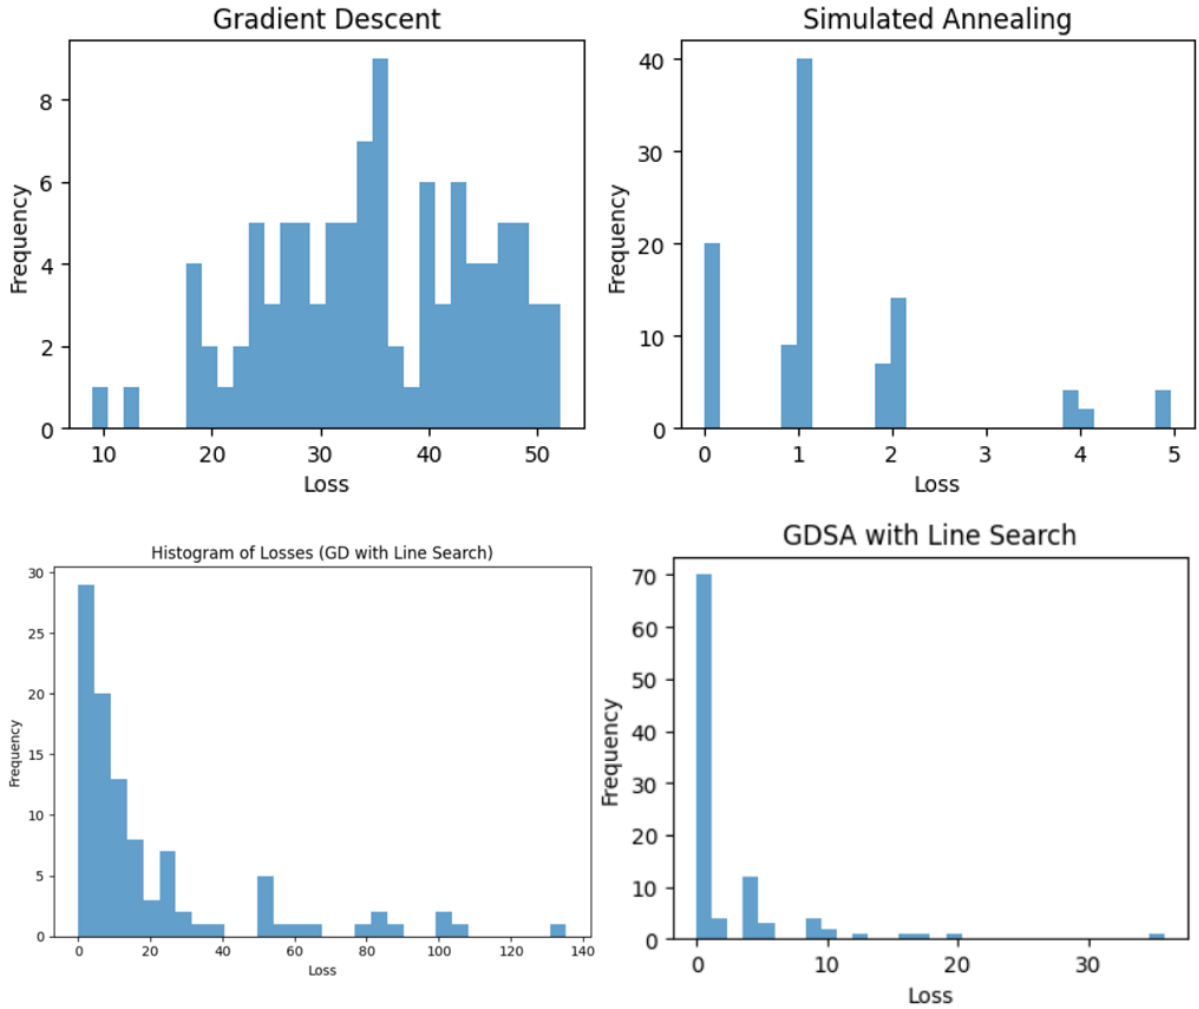 Gradient Descent
Frequency
8
6
4
2
0
10 20 30 40 50
Loss
Simulated Annealing
Frequency
40
30
20
10
0
0 1 2 3 4 5
Loss
Histogram of Losses (GD with Line Search)
Frequency
30
25
20
15
10
5
0
0 20 40 60 80 100 120 140
Loss
GDSA with Line Search
Frequency
70
60
50
40
30
20
10
0
0 10 20 30
Loss